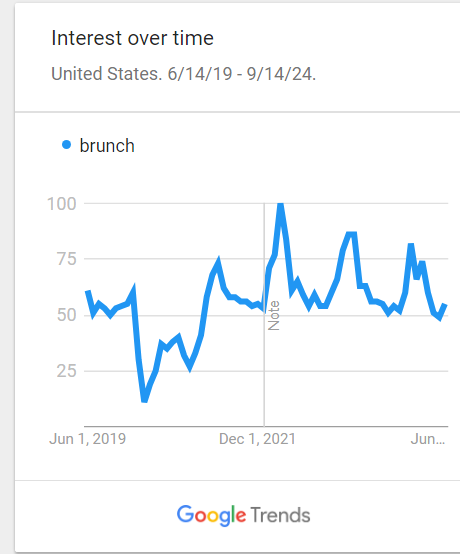 Interest over time
United States. 6/14/19 - 9/14/24.
brunch
100
75
50
25
Note
Jun 1, 2019 Dec 1, 2021 Jun...
Google Trends